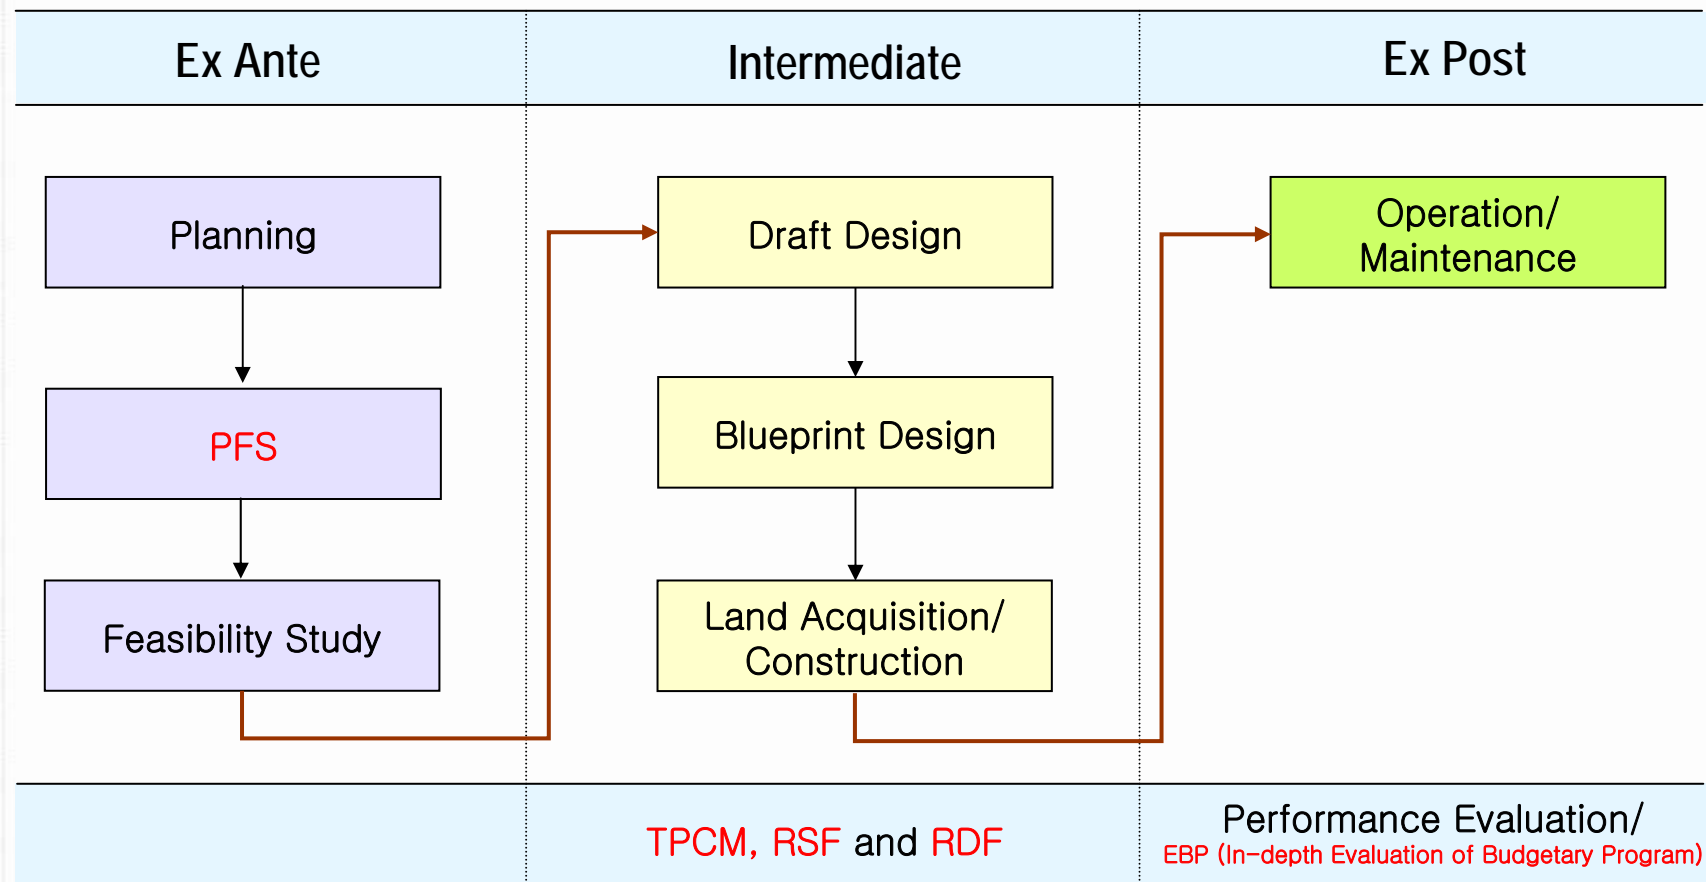 Ex Ante
Intermediate
Ex Post
Planning
PFS
Feasibility Study
Draft Design
Blueprint Design
Land Acquisition/
Construction
Operation/
Maintenance
TPCM, RSF and RDF
Performance Evaluation/
EBP (In-depth Evaluation of Budgetary Program)